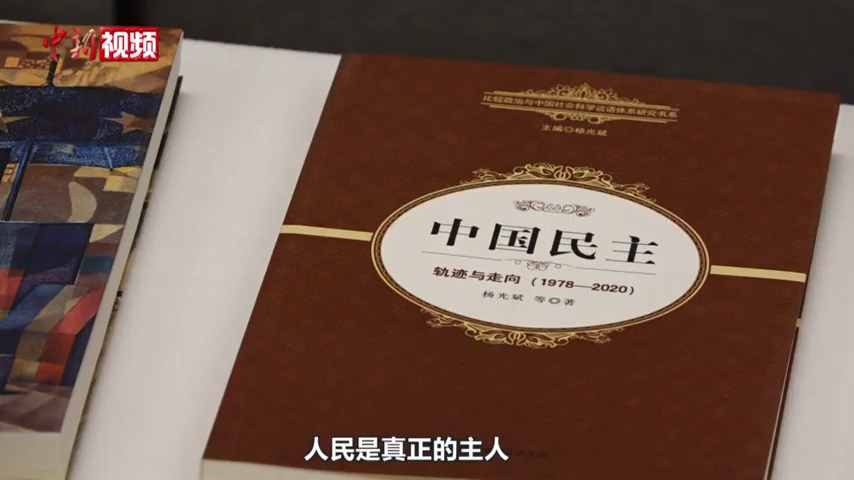 中新视频
比较政治与中国社会科学话语体系研究书系
主编◎杨光斌
中国民主
轨迹与走向（1978—2020）
杨光斌 等◎著
人民是真正的主人